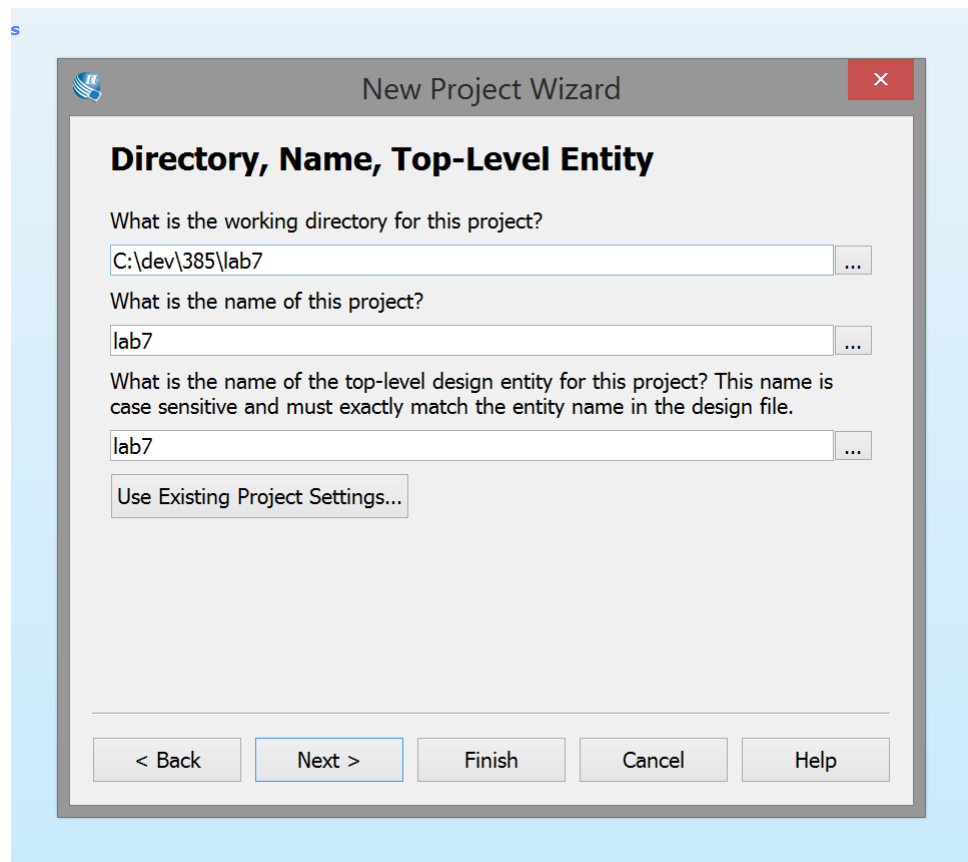 s
New Project Wizard
Directory, Name, Top-Level Entity
What is the working directory for this project?
C:\dev\385\lab7
...
What is the name of this project?
lab7
...
What is the name of the top-level design entity for this project? This name is
case sensitive and must exactly match the entity name in the design file.
lab7
...
Use Existing Project Settings...
< Back Next > Finish Cancel Help